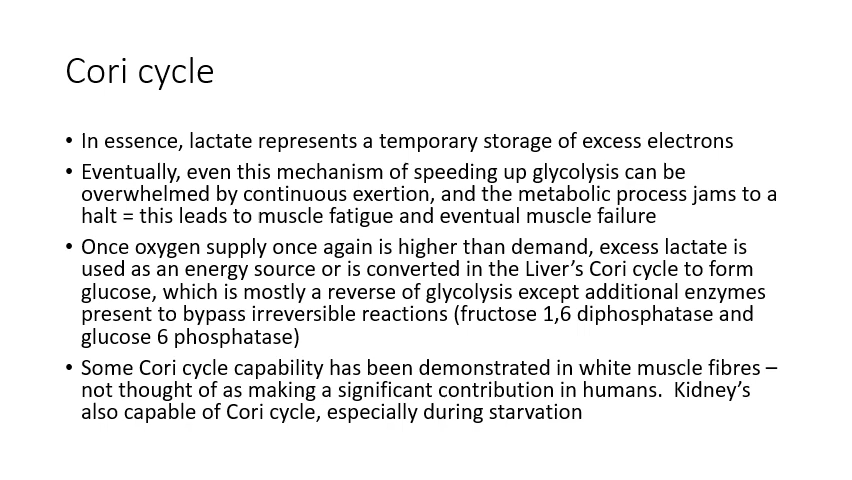 Cori cycle
• In essence, lactate represents a temporary storage of excess electrons
• Eventually, even this mechanism of speeding up glycolysis can be
overwhelmed by continuous exertion, and the metabolic process jams to a
halt = this leads to muscle fatigue and eventual muscle failure
• Once oxygen supply once again is higher than demand, excess lactate is
used as an energy source or is converted in the Liver's Cori cycle to form
glucose, which is mostly a reverse of glycolysis except additional enzymes
present to bypass irreversible reactions (fructose 1,6 diphosphatase and
glucose 6 phosphatase)
• Some Cori cycle capability has been demonstrated in white muscle fibres –
not thought of as making a significant contribution in humans.  Kidney's
also capable of Cori cycle, especially during starvation